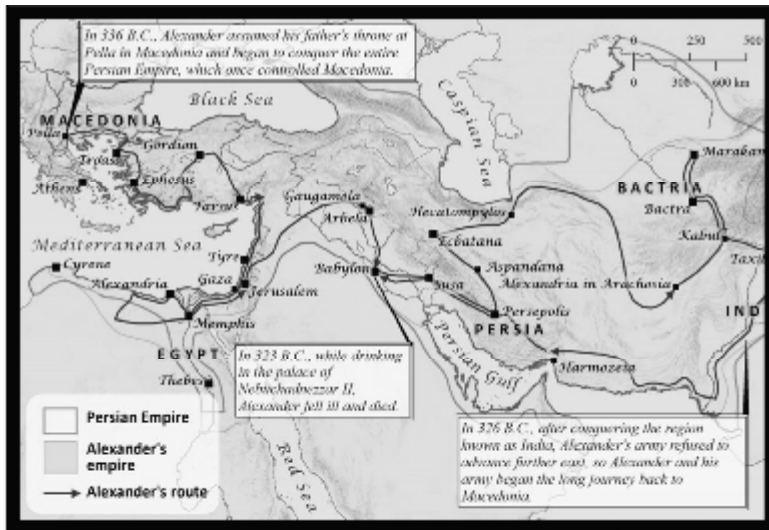 In 336 B.C., Alexander assumed his father's throne at
Pella in Macedonia and began to conquer the entire
Persian Empire, which once controlled Macedonia.
0 250 500
0 300 600 km
Black Sea
Caspian Sea
MACEDONIA
Pella
Gordion
Troas
Athens
Ephesus
Tarsus
Marakan
BACTRIA
Bactra
Kabul
Taxil
Gaugamela
Arbela
Hecatompylos
Ecbatana
Mediterranean Sea
Cyrene
Tyre
Alexandria
Gaza
Jerusalem
Babylon
Susa
Aspandana
Alexandria in Arachosia
Memphis
Persepolis
PERSIA
IND
EGYPT
Thebes
Persian Gulf
Harmozeia
Red Sea
In 323 B.C., while drinking
in the palace of
Nebuchadnezzar II,
Alexander fell ill and died.
In 326 B.C., after conquering the region
known as India, Alexander's army refused to
advance further east, so Alexander and his
army began the long journey back to
Macedonia.
Persian Empire
Alexander's
empire
Alexander's route